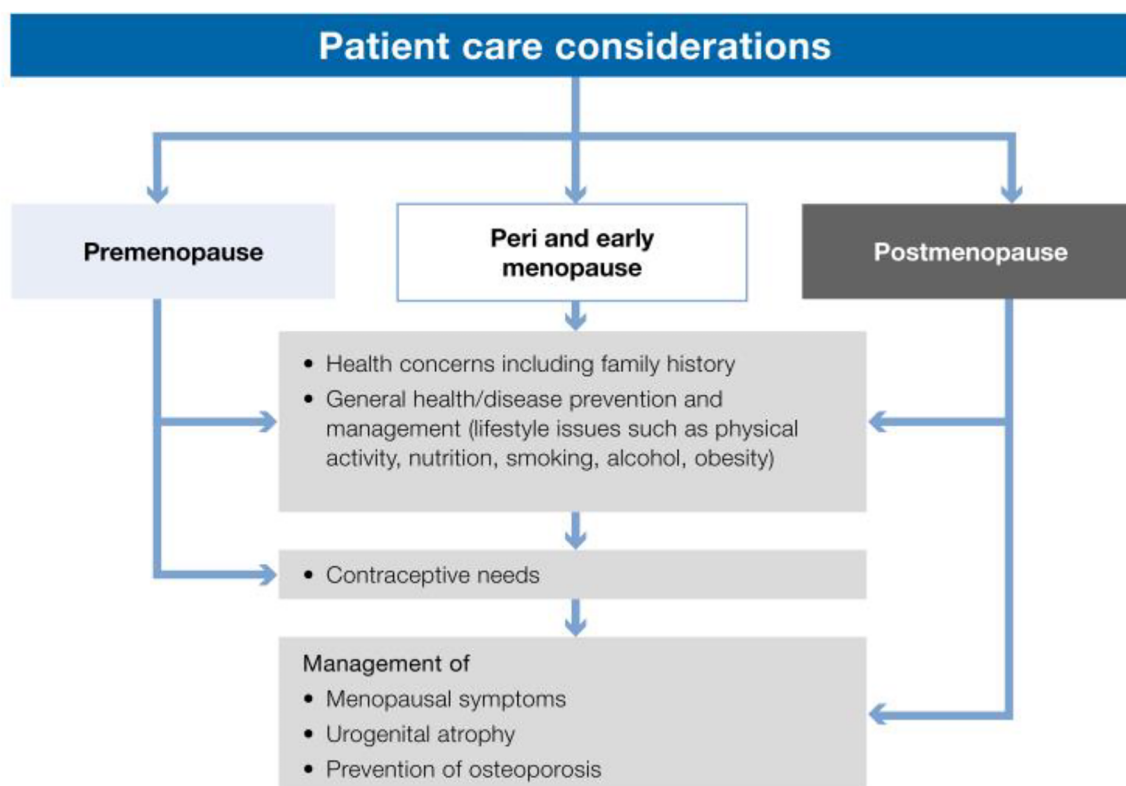 Patient care considerations
Premenopause
Peri and early
menopause
Postmenopause
• Health concerns including family history
• General health/disease prevention and
management (lifestyle issues such as physical
activity, nutrition, smoking, alcohol, obesity)
• Contraceptive needs
Management of
• Menopausal symptoms
• Urogenital atrophy
• Prevention of osteoporosis